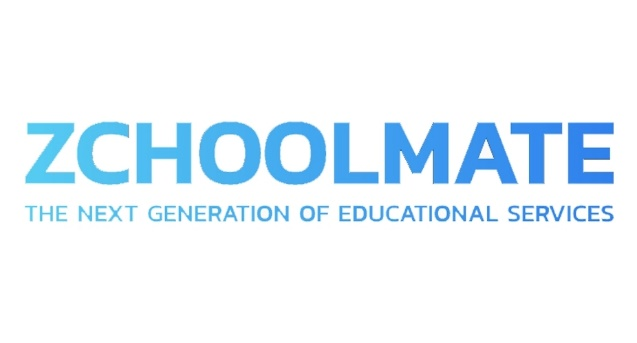 ZCHOOLMATE
THE NEXT GENERATION OF EDUCATIONAL SERVICES